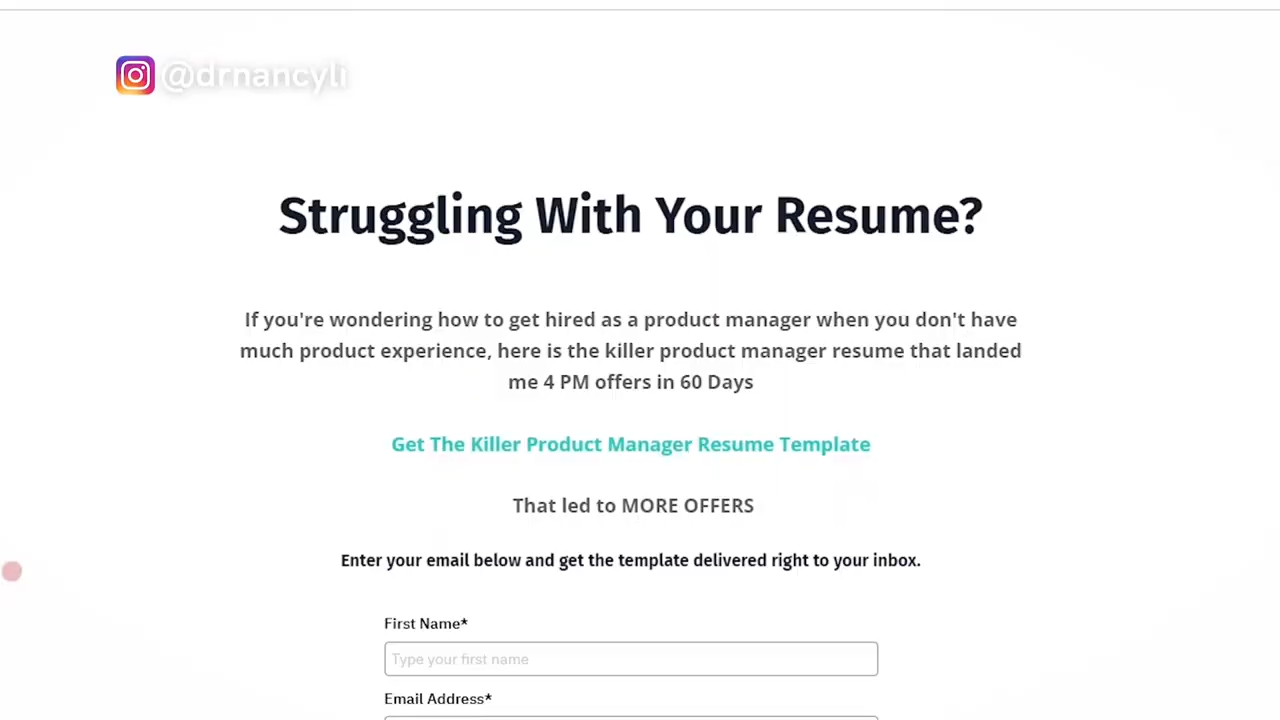 @drnancyli
Struggling With Your Resume?
If you're wondering how to get hired as a product manager when you don't have
much product experience, here is the killer product manager resume that landed
me 4 PM offers in 60 Days
Get The Killer Product Manager Resume Template
That led to MORE OFFERS
Enter your email below and get the template delivered right to your inbox.
First Name*
Type your first name
Email Address*